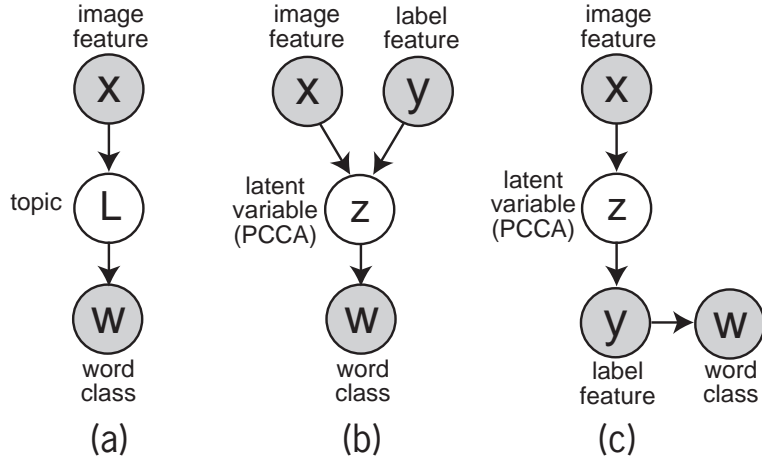 image
feature
x
topic
L
w
word
class
(a)
image
feature
label
feature
x
y
latent
variable
(PCCA)
z
w
word
class
(b)
image
feature
x
latent
variable
(PCCA)
z
y
w
label
feature
word
class
(c)